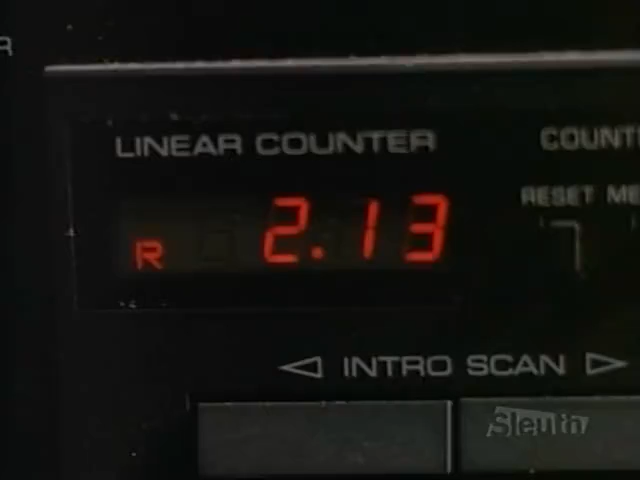 R
LINEAR COUNTER
COUNT
RESET ME
R 2.13
◁ INTRO SCAN ▷
Sleuth